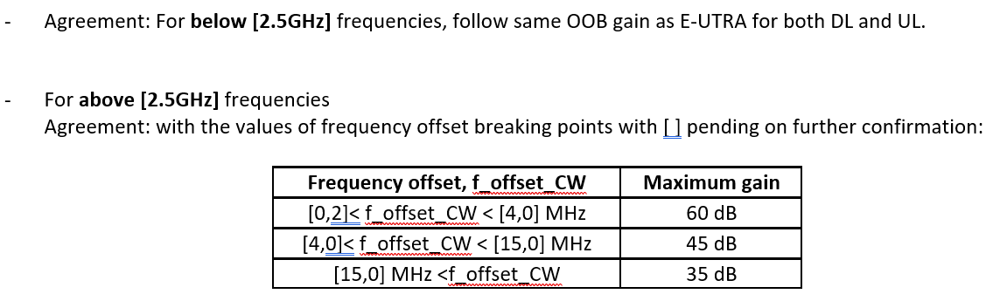 - Agreement: For below [2.5GHz] frequencies, follow same OOB gain as E-UTRA for both DL and UL.
- For above [2.5GHz] frequencies
Agreement: with the values of frequency offset breaking points with [ ] pending on further confirmation:
Frequency offset, f_offset_CW Maximum gain
[0,2]< f_offset_CW < [4,0] MHz 60 dB
[4,0]< f_offset_CW < [15,0] MHz 45 dB
[15,0] MHz <f_offset_CW 35 dB